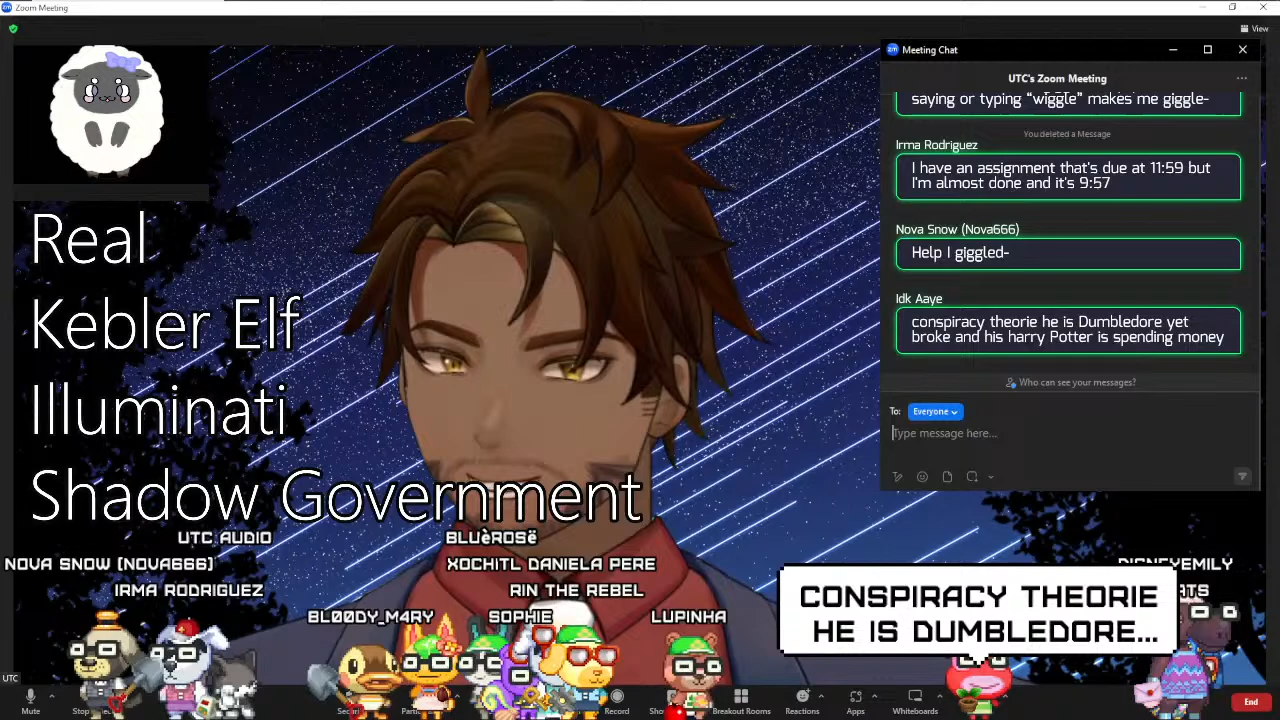 Zoom Meeting
View
zm Meeting Chat
UTC's Zoom Meeting
saying or typing “wiggle” makes me giggle-
You deleted a Message
Irma Rodriguez
I have an assignment that's due at 11:59 but
I'm almost done and it's 9:57
Nova Snow (Nova666)
Help I giggled-
Idk Aaye
conspiracy theorie he is Dumbledore yet
broke and his harry Potter is spending money
Who can see your messages?
To: Everyone
Type message here...
Real
Kebler Elf
Illuminati
Shadow Government
UTC AUDIO
NOVA SNOW (NOVA666)
IRMA RODRIGUEZ
BLUèROSë
XOCHITL DANIELA PERE
RIN THE REBEL
BL00DY_M4RY
SOPHIE
LUPINHA
DISNEYEMILY
CONSPIRACY THEORIE
HE IS DUMBLEDORE...
UTC
Mute
Stop
Record
Breakout Rooms
Reactions
Apps
Whiteboards
End